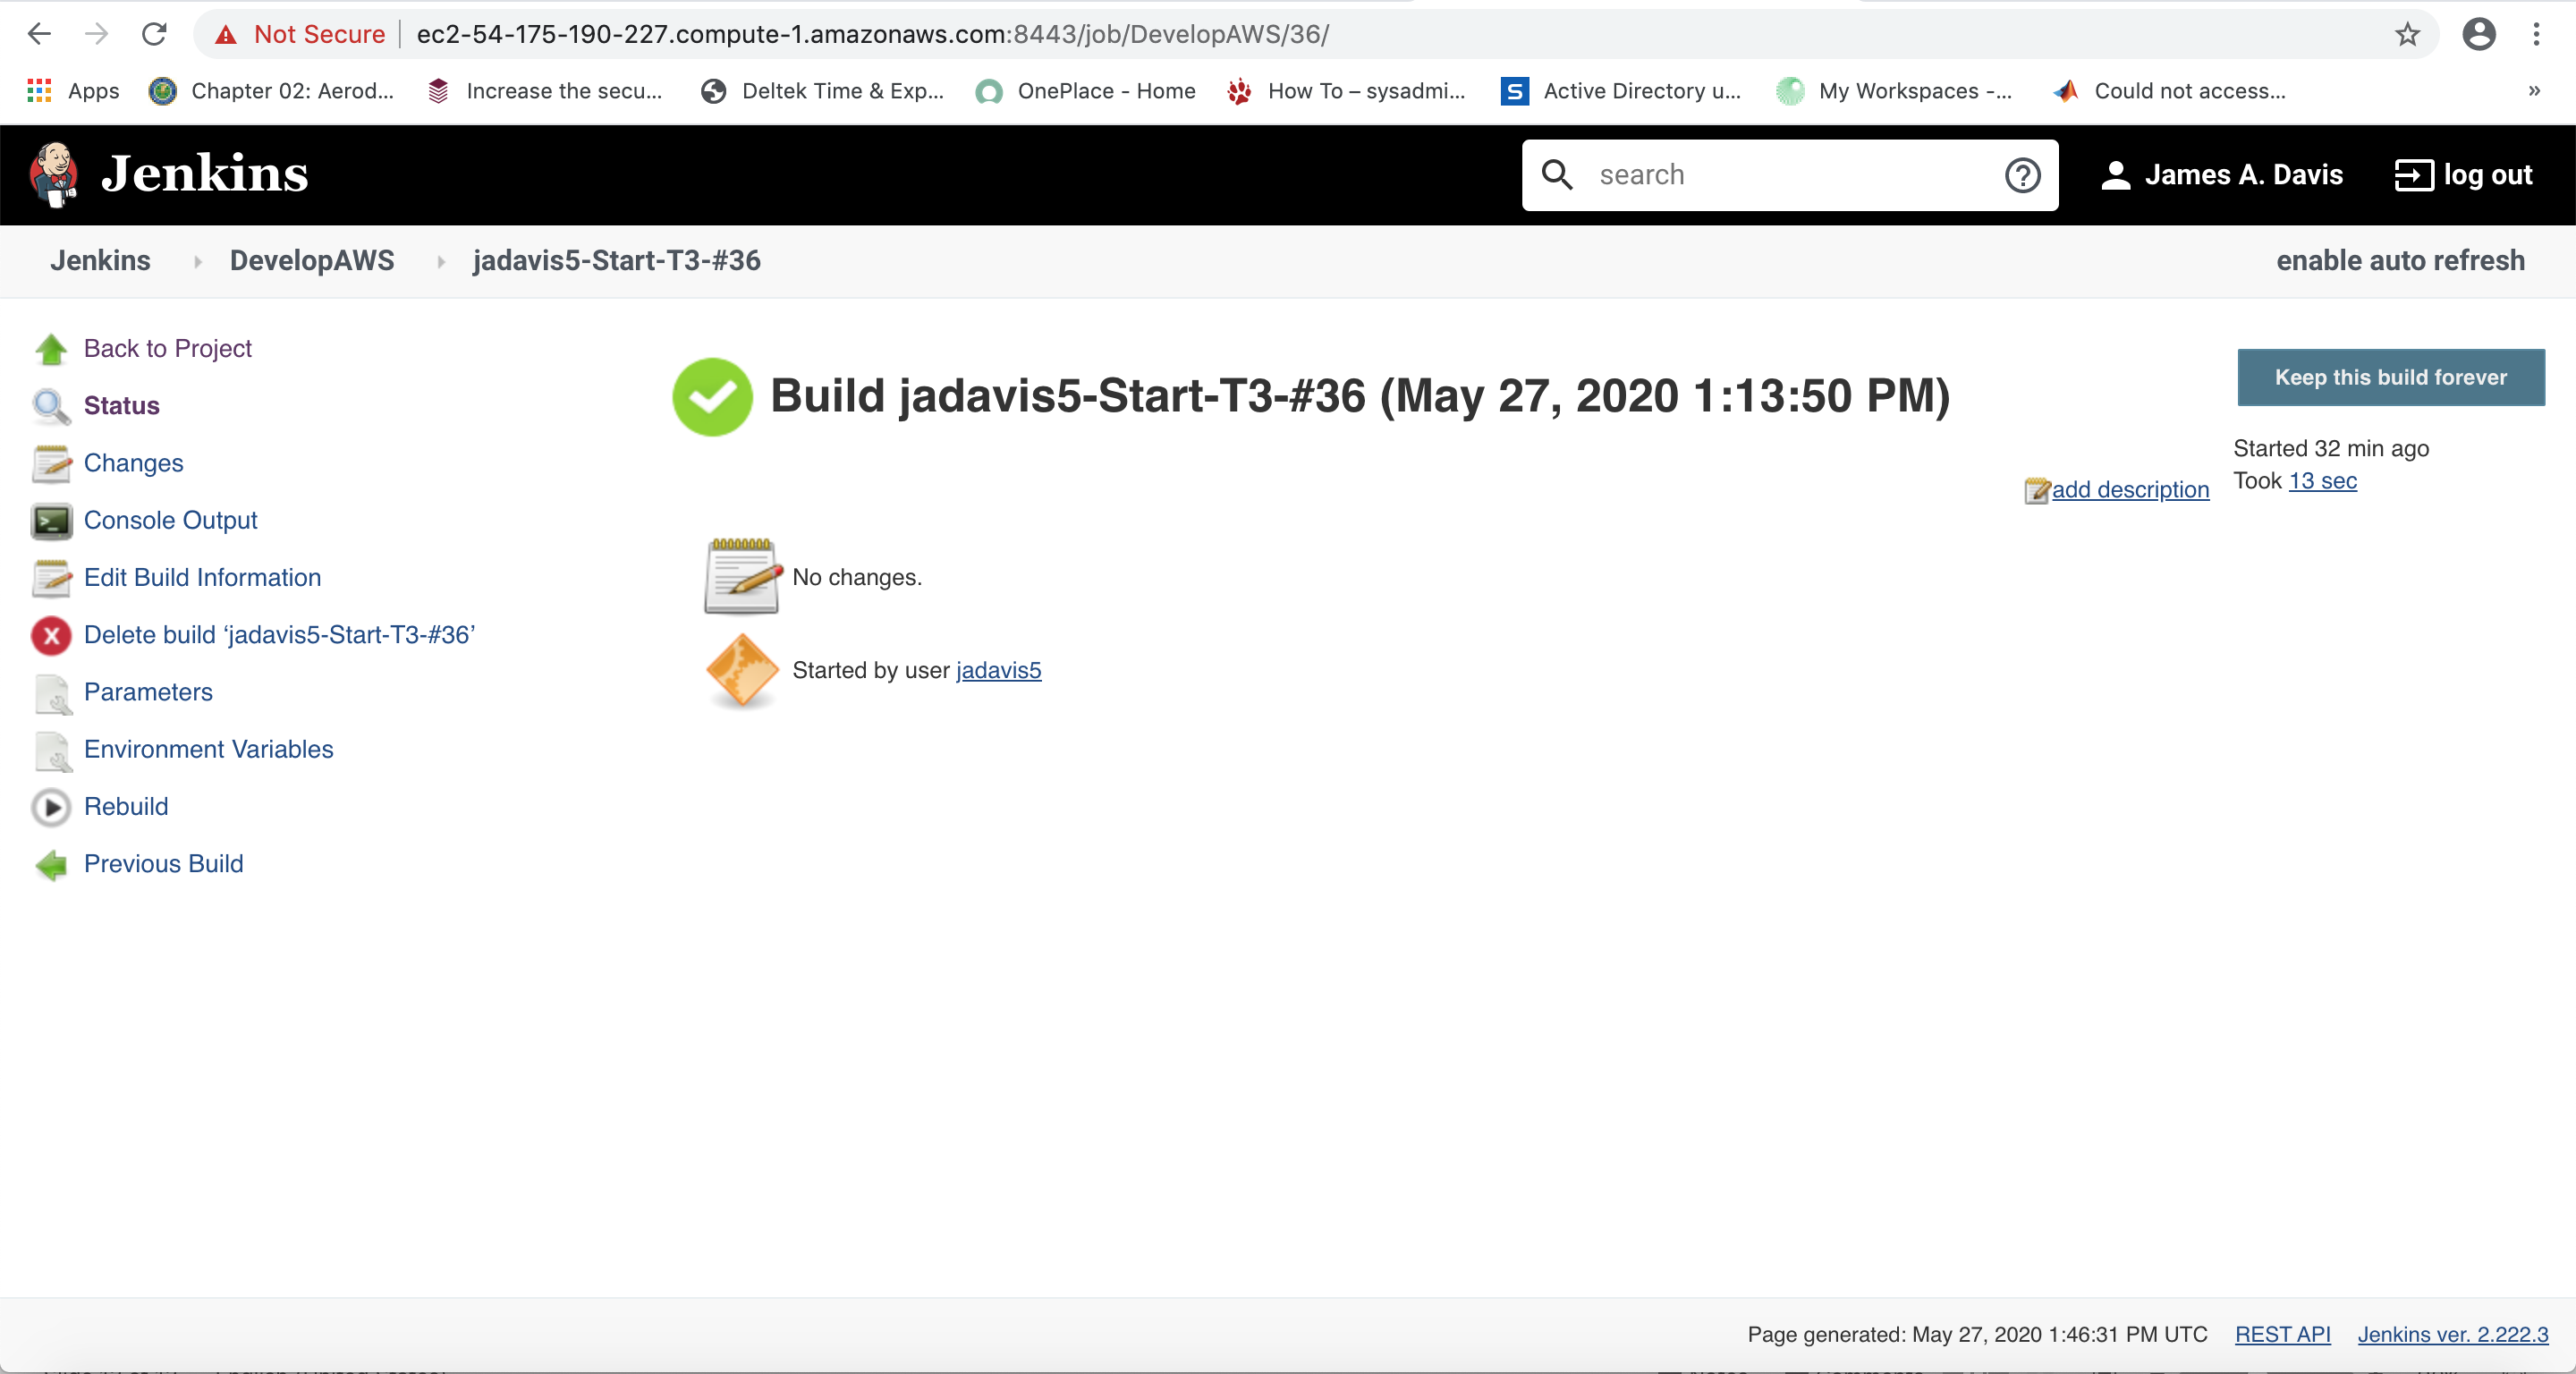 Not Secure ec2-54-175-190-227.compute-1.amazonaws.com:8443/job/DevelopAWS/36/
Apps Chapter 02: Aerod... Increase the secu... Deltek Time & Exp... OnePlace - Home How To – sysadmi... Active Directory u... My Workspaces -... Could not access... »
Jenkins search James A. Davis log out
Jenkins DevelopAWS jadavis5-Start-T3-#36 enable auto refresh
Back to Project
Status
Changes
Console Output
Edit Build Information
Delete build ‘jadavis5-Start-T3-#36’
Parameters
Environment Variables
Rebuild
Previous Build
Build jadavis5-Start-T3-#36 (May 27, 2020 1:13:50 PM)
Keep this build forever
Started 32 min ago
Took 13 sec
add description
No changes.
Started by user jadavis5
Page generated: May 27, 2020 1:46:31 PM UTC REST API Jenkins ver. 2.222.3